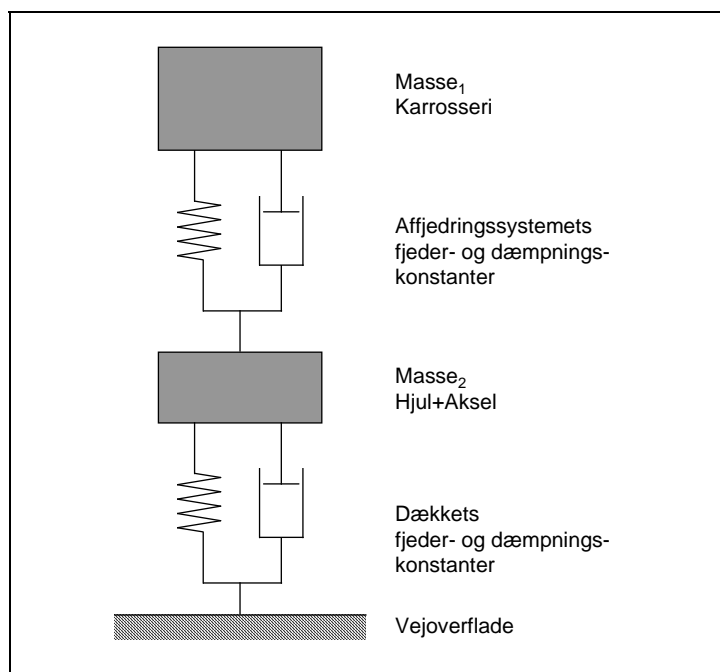 Masse₁
Karrosseri
Affjedringssystemets
fjeder- og dæmpnings-
konstanter
Masse₂
Hjul+Aksel
Dækkets
fjeder- og dæmpnings-
konstanter
Vejoverflade